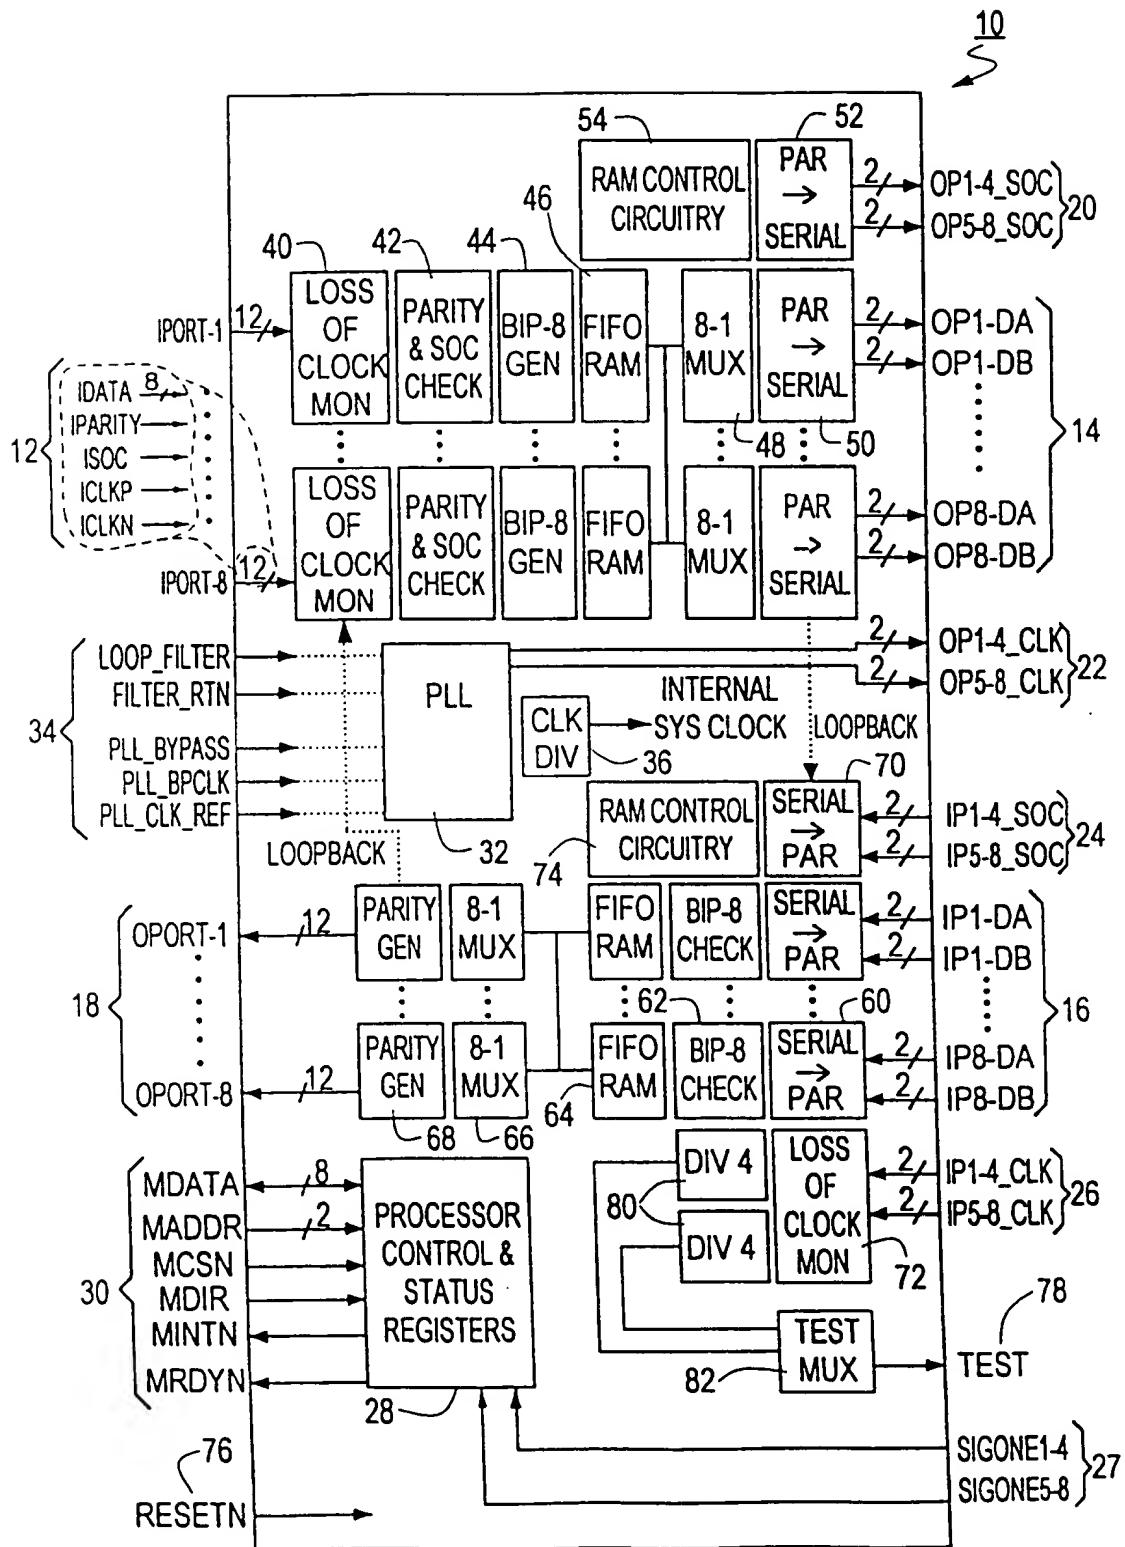 10
54
52
RAM CONTROL
CIRCUITRY
PAR
→
SERIAL
2
OP1-4_SOC
2
OP5-8_SOC
20
40
42
44
46
IPORT-1
12
LOSS
OF
CLOCK
MON
PARITY
& SOC
CHECK
BIP-8
GEN
FIFO
RAM
8-1
MUX
PAR
→
SERIAL
48
50
2
OP1-DA
2
OP1-DB
14
12
IDATA
8
IPARITY
ISOC
ICLKP
ICLKN
IPORT-8
12
LOSS
OF
CLOCK
MON
PARITY
& SOC
CHECK
BIP-8
GEN
FIFO
RAM
8-1
MUX
PAR
→
SERIAL
2
OP8-DA
2
OP8-DB
34
LOOP_FILTER
FILTER_RTN
PLL_BYPASS
PLL_BPCLK
PLL_CLK_REF
PLL
32
2
OP1-4_CLK
2
OP5-8_CLK
22
CLK
DIV
36
INTERNAL
SYS CLOCK
LOOPBACK
LOOPBACK
RAM CONTROL
CIRCUITRY
74
70
SERIAL
→
PAR
2
IP1-4_SOC
2
IP5-8_SOC
24
18
OPORT-1
12
PARITY
GEN
8-1
MUX
FIFO
RAM
BIP-8
CHECK
SERIAL
→
PAR
2
IP1-DA
2
IP1-DB
16
OPORT-8
12
PARITY
GEN
68
8-1
MUX
66
FIFO
RAM
64
62
BIP-8
CHECK
60
SERIAL
→
PAR
2
IP8-DA
2
IP8-DB
30
MDATA
8
MADDR
2
MCSN
MDIR
MINTN
MRDYN
PROCESSOR
CONTROL &
STATUS
REGISTERS
28
DIV 4
80
DIV 4
LOSS
OF
CLOCK
MON
72
2
IP1-4_CLK
2
IP5-8_CLK
26
TEST
MUX
82
78
TEST
SIGONE1-4
SIGONE5-8
27
76
RESETN